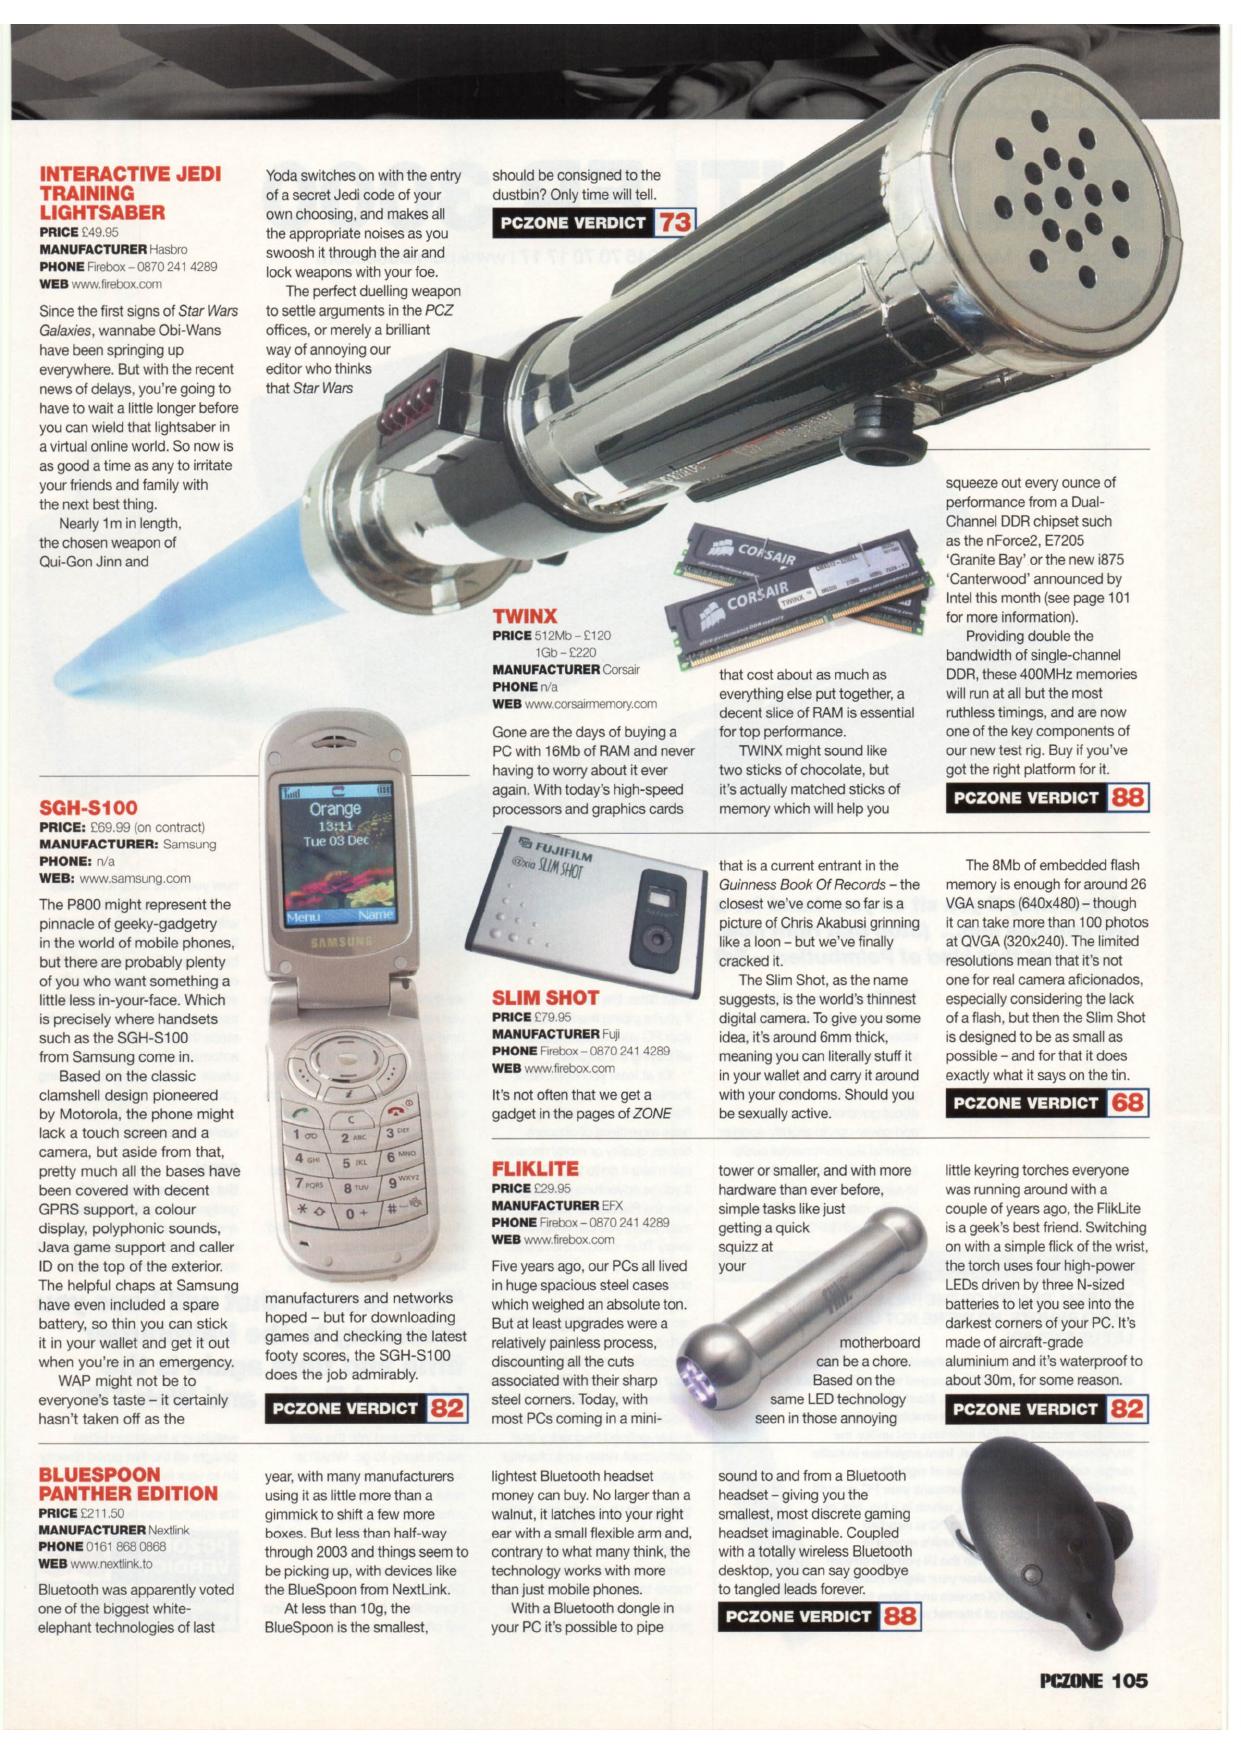 INTERACTIVE JEDI
TRAINING
LIGHTSABER
PRICE £49.95
MANUFACTURER Hasbro
PHONE Firebox – 0870 241 4289
WEB www.firebox.com
Since the first signs of Star Wars
Galaxies, wannabe Obi-Wans
have been springing up
everywhere. But with the recent
news of delays, you're going to
have to wait a little longer before
you can wield that lightsaber in
a virtual online world. So now is
as good a time as any to irritate
your friends and family with
the next best thing.
Nearly 1m in length,
the chosen weapon of
Qui-Gon Jinn and
Yoda switches on with the entry
of a secret Jedi code of your
own choosing, and makes all
the appropriate noises as you
swoosh it through the air and
lock weapons with your foe.
The perfect duelling weapon
to settle arguments in the PCZ
offices, or merely a brilliant
way of annoying our
editor who thinks
that Star Wars
should be consigned to the
dustbin? Only time will tell.
PCZONE VERDICT 73
TWINX
PRICE 512Mb – £120
1Gb – £220
MANUFACTURER Corsair
PHONE n/a
WEB www.corsairmemory.com
Gone are the days of buying a
PC with 16Mb of RAM and never
having to worry about it ever
again. With today's high-speed
processors and graphics cards
CORSAIR
CORSAIR
TWINX
that cost about as much as
everything else put together, a
decent slice of RAM is essential
for top performance.
TWINX might sound like
two sticks of chocolate, but
it's actually matched sticks of
memory which will help you
squeeze out every ounce of
performance from a Dual-
Channel DDR chipset such
as the nForce2, E7205
'Granite Bay' or the new i875
'Canterwood' announced by
Intel this month (see page 101
for more information).
Providing double the
bandwidth of single-channel
DDR, these 400MHz memories
will run at all but the most
ruthless timings, and are now
one of the key components of
our new test rig. Buy if you've
got the right platform for it.
PCZONE VERDICT 88
SGH-S100
PRICE: £69.99 (on contract)
MANUFACTURER: Samsung
PHONE: n/a
WEB: www.samsung.com
The P800 might represent the
pinnacle of geeky-gadgetry
in the world of mobile phones,
but there are probably plenty
of you who want something a
little less in-your-face. Which
is precisely where handsets
such as the SGH-S100
from Samsung come in.
Based on the classic
clamshell design pioneered
by Motorola, the phone might
lack a touch screen and a
camera, but aside from that,
pretty much all the bases have
been covered with decent
GPRS support, a colour
display, polyphonic sounds,
Java game support and caller
ID on the top of the exterior.
The helpful chaps at Samsung
have even included a spare
battery, so thin you can stick
it in your wallet and get it out
when you're in an emergency.
WAP might not be to
everyone's taste – it certainly
hasn't taken off as the
Orange
13:11
Tue 03 Dec
Menu Name
SAMSUNG
C
1 2 ABC 3 DEF
4 GHI 5 JKL 6 MNO
7 PQRS 8 TUV 9 WXYZ
* 0 + #
manufacturers and networks
hoped – but for downloading
games and checking the latest
footy scores, the SGH-S100
does the job admirably.
PCZONE VERDICT 82
FUJIFILM
@xia SLIM SHOT
SLIM SHOT
PRICE £79.95
MANUFACTURER Fuji
PHONE Firebox – 0870 241 4289
WEB www.firebox.com
It's not often that we get a
gadget in the pages of ZONE
that is a current entrant in the
Guinness Book Of Records – the
closest we've come so far is a
picture of Chris Akabusi grinning
like a loon – but we've finally
cracked it.
The Slim Shot, as the name
suggests, is the world's thinnest
digital camera. To give you some
idea, it's around 6mm thick,
meaning you can literally stuff it
in your wallet and carry it around
with your condoms. Should you
be sexually active.
The 8Mb of embedded flash
memory is enough for around 26
VGA snaps (640x480) – though
it can take more than 100 photos
at QVGA (320x240). The limited
resolutions mean that it's not
one for real camera aficionados,
especially considering the lack
of a flash, but then the Slim Shot
is designed to be as small as
possible – and for that it does
exactly what it says on the tin.
PCZONE VERDICT 68
FLIKLITE
PRICE £29.95
MANUFACTURER EFX
PHONE Firebox – 0870 241 4289
WEB www.firebox.com
Five years ago, our PCs all lived
in huge spacious steel cases
which weighed an absolute ton.
But at least upgrades were a
relatively painless process,
discounting all the cuts
associated with their sharp
steel corners. Today, with
most PCs coming in a mini-
tower or smaller, and with more
hardware than ever before,
simple tasks like just
getting a quick
squizz at
your
motherboard
can be a chore.
Based on the
same LED technology
seen in those annoying
little keyring torches everyone
was running around with a
couple of years ago, the FlikLite
is a geek's best friend. Switching
on with a simple flick of the wrist,
the torch uses four high-power
LEDs driven by three N-sized
batteries to let you see into the
darkest corners of your PC. It's
made of aircraft-grade
aluminium and it's waterproof to
about 30m, for some reason.
PCZONE VERDICT 82
BLUESPOON
PANTHER EDITION
PRICE £211.50
MANUFACTURER Nextlink
PHONE 0161 868 0868
WEB www.nextlink.to
Bluetooth was apparently voted
one of the biggest white-
elephant technologies of last
year, with many manufacturers
using it as little more than a
gimmick to shift a few more
boxes. But less than half-way
through 2003 and things seem to
be picking up, with devices like
the BlueSpoon from NextLink.
At less than 10g, the
BlueSpoon is the smallest,
lightest Bluetooth headset
money can buy. No larger than a
walnut, it latches into your right
ear with a small flexible arm and,
contrary to what many think, the
technology works with more
than just mobile phones.
With a Bluetooth dongle in
your PC it's possible to pipe
sound to and from a Bluetooth
headset – giving you the
smallest, most discrete gaming
headset imaginable. Coupled
with a totally wireless Bluetooth
desktop, you can say goodbye
to tangled leads forever.
PCZONE VERDICT 88
PCZONE 105